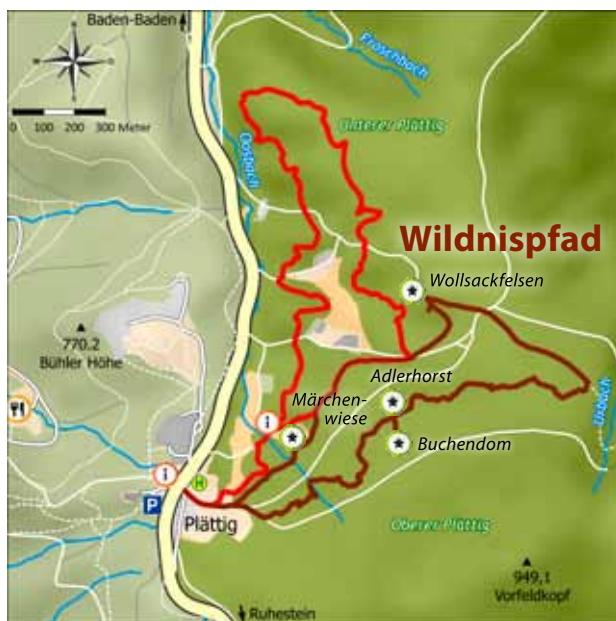 Baden-Baden
0 100 200 300 Meter
Froschbach
Unterer Plättig
Oosbach
Wildnispfad
Wollsackfelsen
770.2
Bühler Höhe
Adlerhorst
Märchen-
wiese
Buchendom
i
i
H
P
Plättig
Oberer Plättig
949,1
Vorfeldkopf
Ruhestein